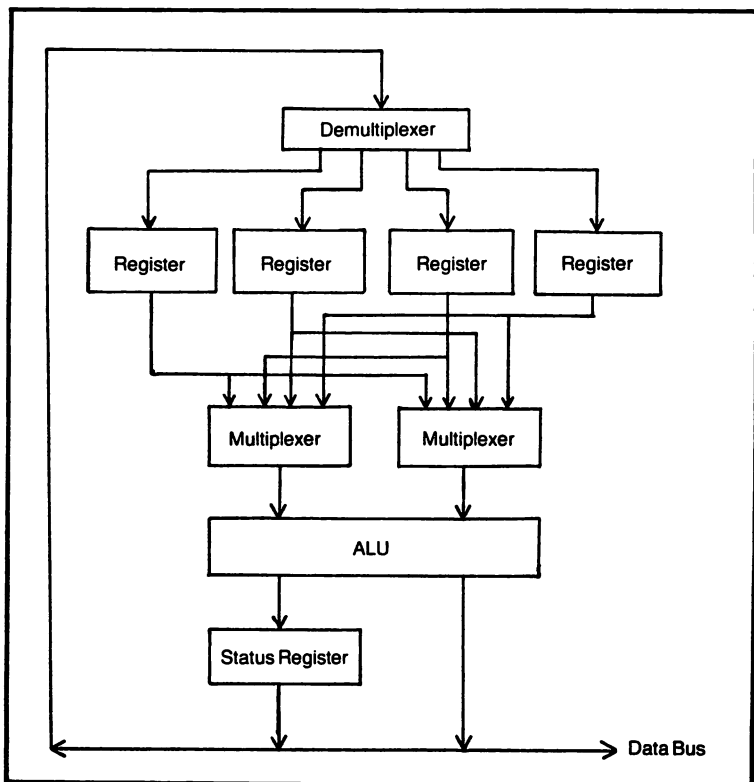 Demultiplexer
Register Register Register Register
Multiplexer Multiplexer
ALU
Status Register
Data Bus